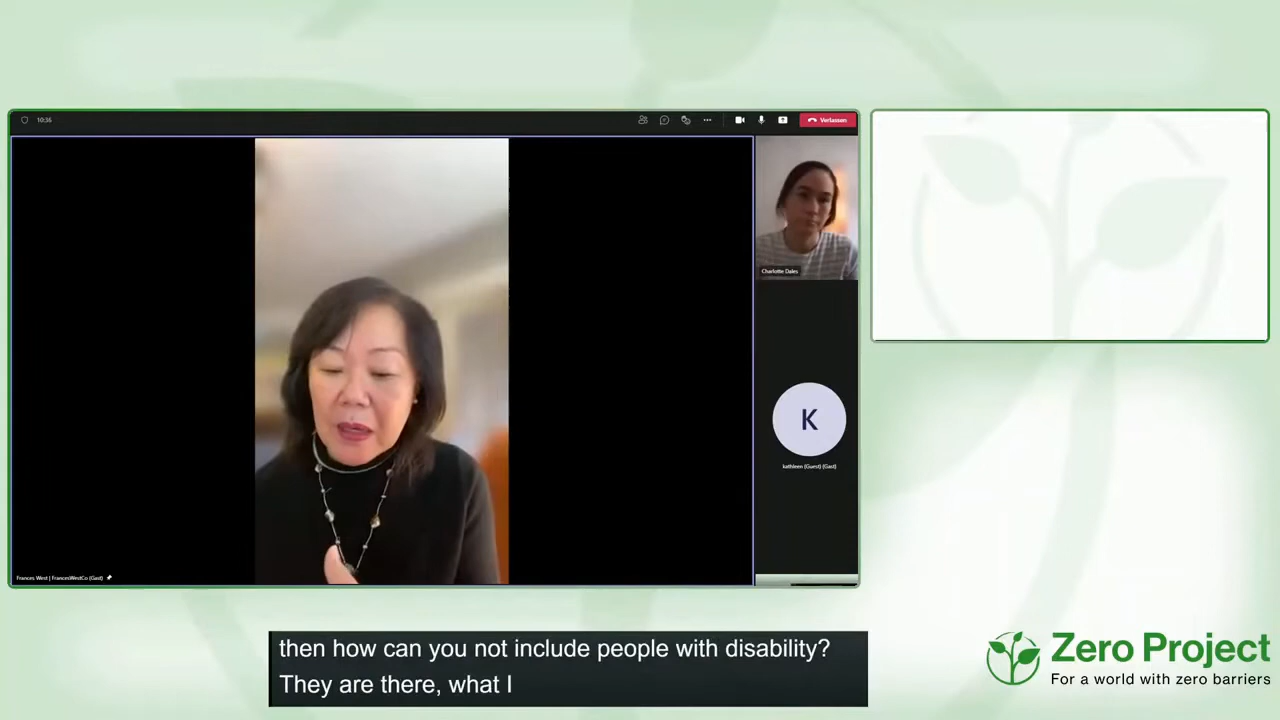 10:36
Verlassen
Charlotte Dales
K
kathleen (Guest) (Gast)
Frances West | FrancesWestCo (Gast)
then how can you not include people with disability?
They are there, what I
Zero Project
For a world with zero barriers